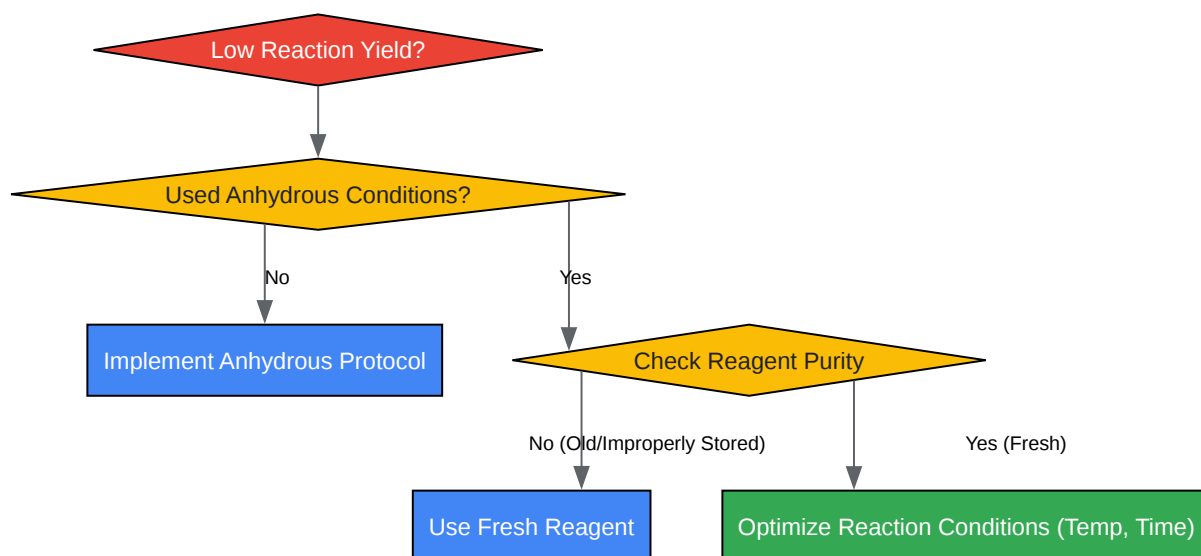 Low Reaction Yield?
Used Anhydrous Conditions?
No
Yes
Implement Anhydrous Protocol
Check Reagent Purity
No (Old/Improperly Stored)
Yes (Fresh)
Use Fresh Reagent
Optimize Reaction Conditions (Temp, Time)